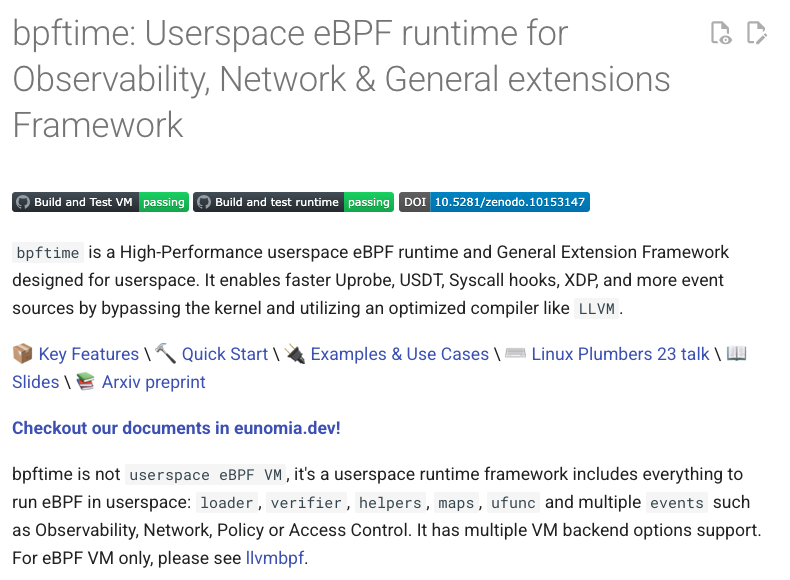 bpftime: Userspace eBPF runtime for
Observability, Network & General extensions
Framework
Build and Test VM passing Build and test runtime passing DOI 10.5281/zenodo.10153147
bpftime is a High-Performance userspace eBPF runtime and General Extension Framework
designed for userspace. It enables faster Uprobe, USDT, Syscall hooks, XDP, and more event
sources by bypassing the kernel and utilizing an optimized compiler like LLVM.
📦 Key Features \ 🔨 Quick Start \ 🔌 Examples & Use Cases \ ⌨️ Linux Plumbers 23 talk \ 📖
Slides \ 📚 Arxiv preprint
Checkout our documents in eunomia.dev!
bpftime is not userspace eBPF VM, it's a userspace runtime framework includes everything to
run eBPF in userspace: loader, verifier, helpers, maps, ufunc and multiple events such
as Observability, Network, Policy or Access Control. It has multiple VM backend options support.
For eBPF VM only, please see llvmbpf.